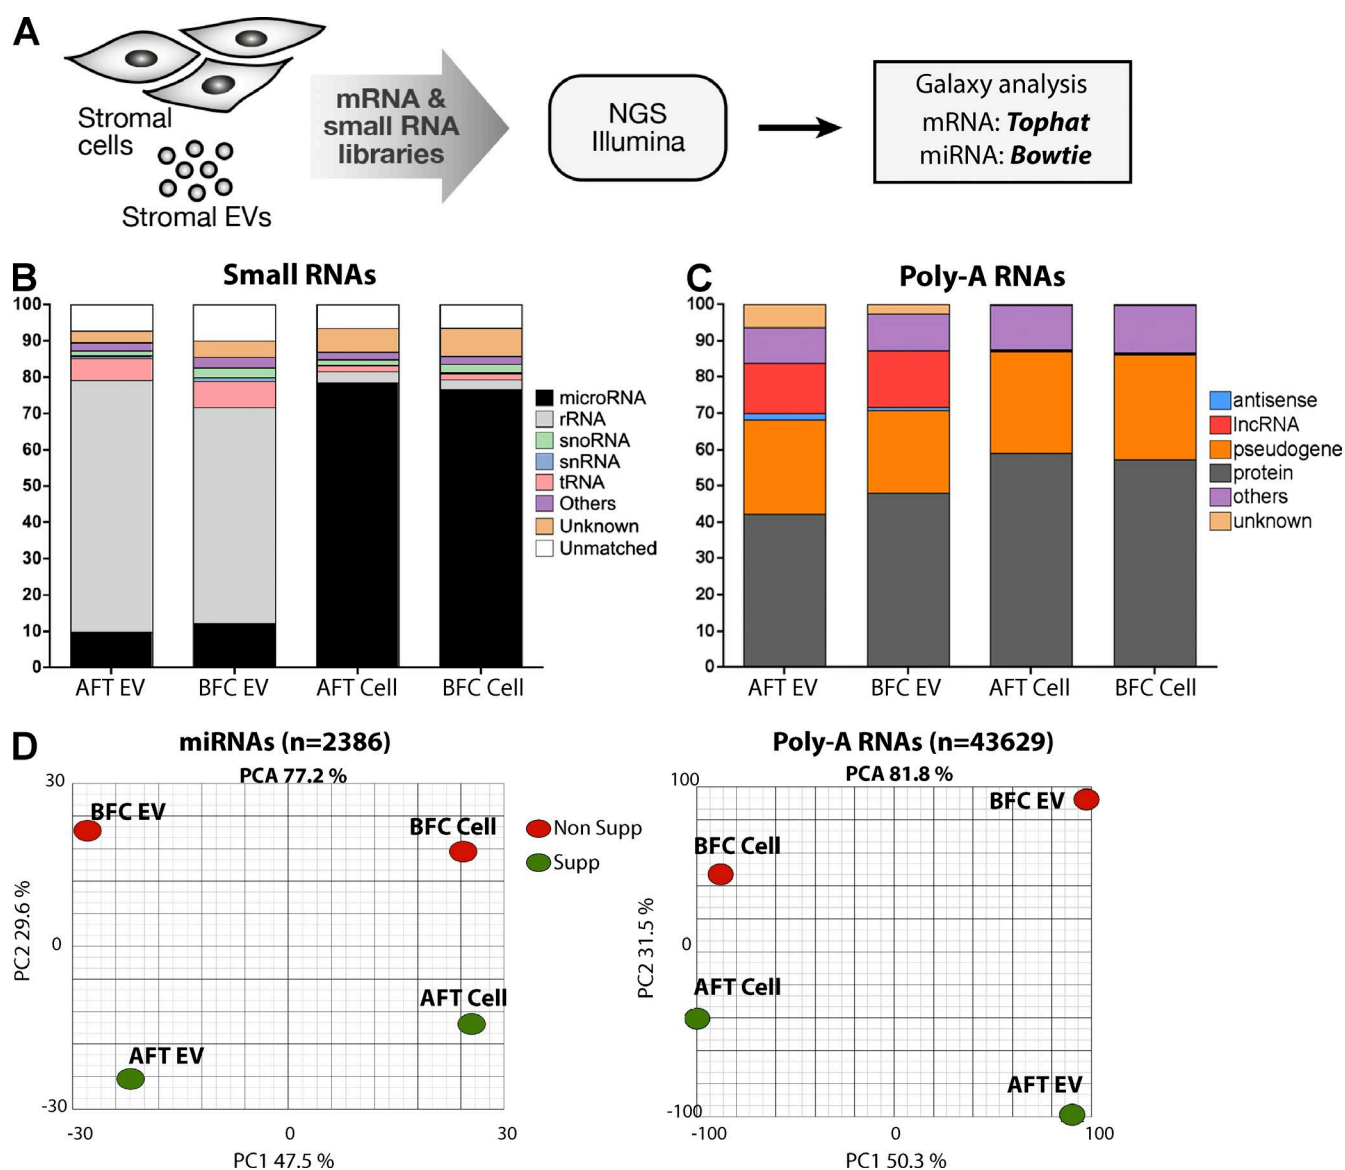 A
Stromal
cells
Stromal EVs
mRNA &
small RNA
libraries
NGS
Illumina
Galaxy analysis
mRNA: Tophat
miRNA: Bowtie
B
Small RNAs
100
90
80
70
60
50
40
30
20
10
0
AFT EV
BFC EV
AFT Cell
BFC Cell
microRNA
rRNA
snoRNA
snRNA
tRNA
Others
Unknown
Unmatched
C
Poly-A RNAs
100
90
80
70
60
50
40
30
20
10
0
AFT EV
BFC EV
AFT Cell
BFC Cell
antisense
lncRNA
pseudogene
protein
others
unknown
D
miRNAs (n=2386)
PCA 77.2 %
30
0
-30
PC2 29.6 %
BFC EV
BFC Cell
AFT Cell
AFT EV
-30
0
30
PC1 47.5 %
Non Supp
Supp
Poly-A RNAs (n=43629)
PCA 81.8 %
100
0
-100
PC2 31.5 %
BFC EV
BFC Cell
AFT Cell
AFT EV
-100
0
100
PC1 50.3 %